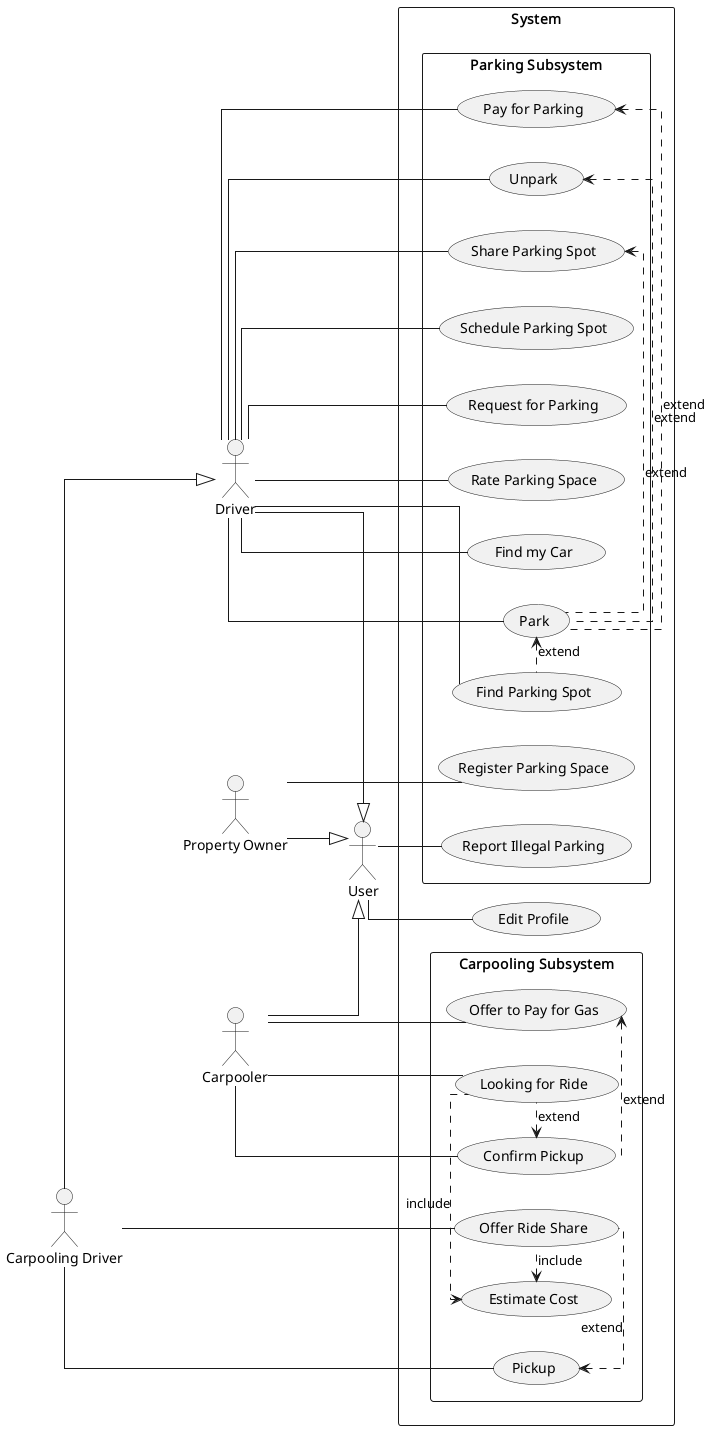 System
Parking Subsystem
Pay for Parking
Unpark
Share Parking Spot
Schedule Parking Spot
Request for Parking
extend
extend
extend
Rate Parking Space
Driver
Find my Car
Park
extend
Find Parking Spot
Register Parking Space
Property Owner
Report Illegal Parking
User
Edit Profile
Carpooling Subsystem
Offer to Pay for Gas
Carpooler
Looking for Ride
extend
extend
Confirm Pickup
include
Offer Ride Share
Carpooling Driver
include
Estimate Cost
extend
Pickup